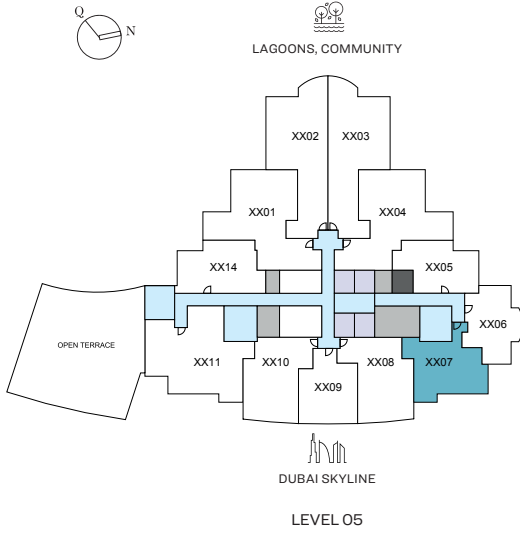 Q
N
LAGOONS, COMMUNITY
XX02
XX03
XX01
XX04
XX14
XX05
XX06
OPEN TERRACE
XX11
XX10
XX09
XX08
XX07
DUBAI SKYLINE
LEVEL 05